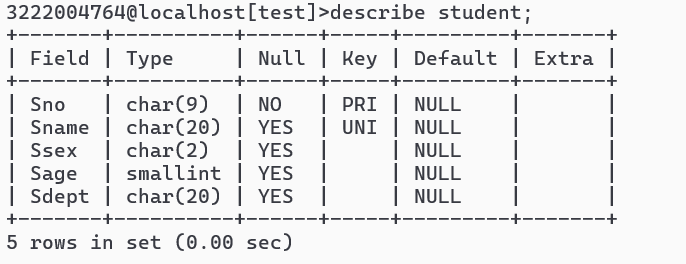 3222004764@localhost[test]>describe student;
+--------+----------+------+-----+---------+-------+
| Field | Type | Null | Key | Default | Extra |
+--------+----------+------+-----+---------+-------+
| Sno | char(9) | NO | PRI | NULL | |
| Sname | char(20) | YES | UNI | NULL | |
| Ssex | char(2) | YES | | NULL | |
| Sage | smallint | YES | | NULL | |
| Sdept | char(20) | YES | | NULL | |
+--------+----------+------+-----+---------+-------+
5 rows in set (0.00 sec)